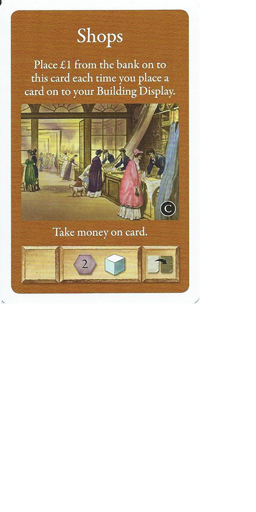 Shops
Place £1 from the bank on to
this card each time you place a
card on to your Building Display.
C
Take money on card.
2